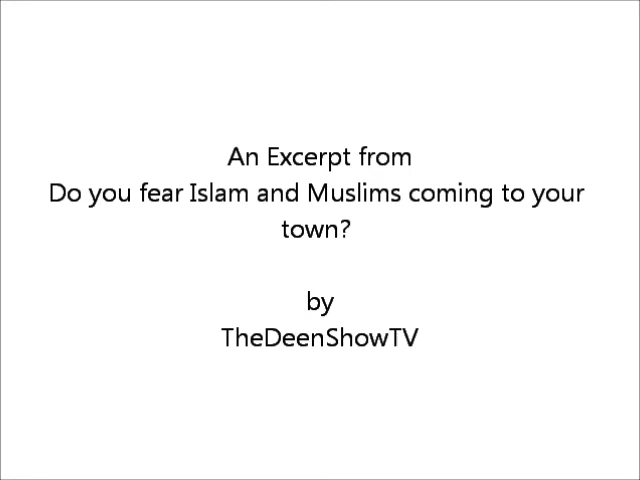 An Excerpt from
Do you fear Islam and Muslims coming to your
town?
by
TheDeenShowTV